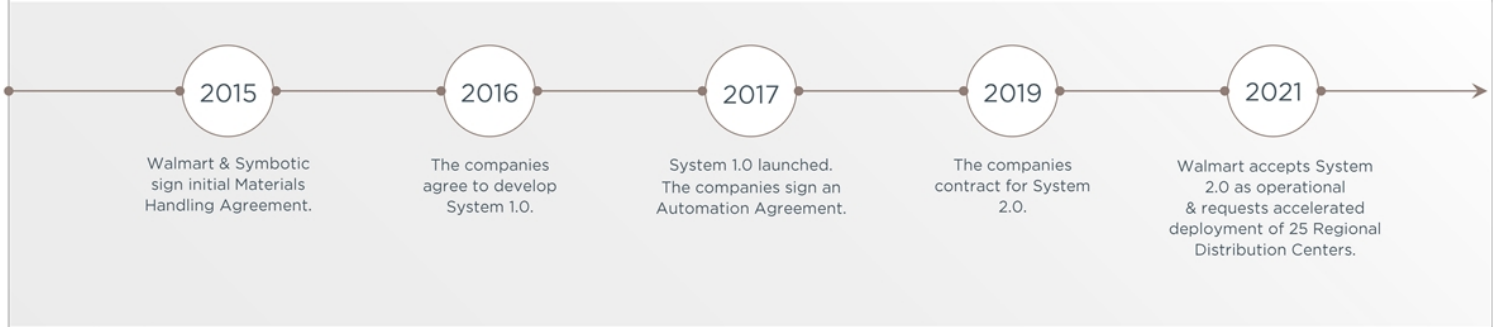 2015
Walmart & Symbotic
sign initial Materials
Handling Agreement.
2016
The companies
agree to develop
System 1.0.
2017
System 1.0 launched.
The companies sign an
Automation Agreement.
2019
The companies
contract for System
2.0.
2021
Walmart accepts System
2.0 as operational
& requests accelerated
deployment of 25 Regional
Distribution Centers.